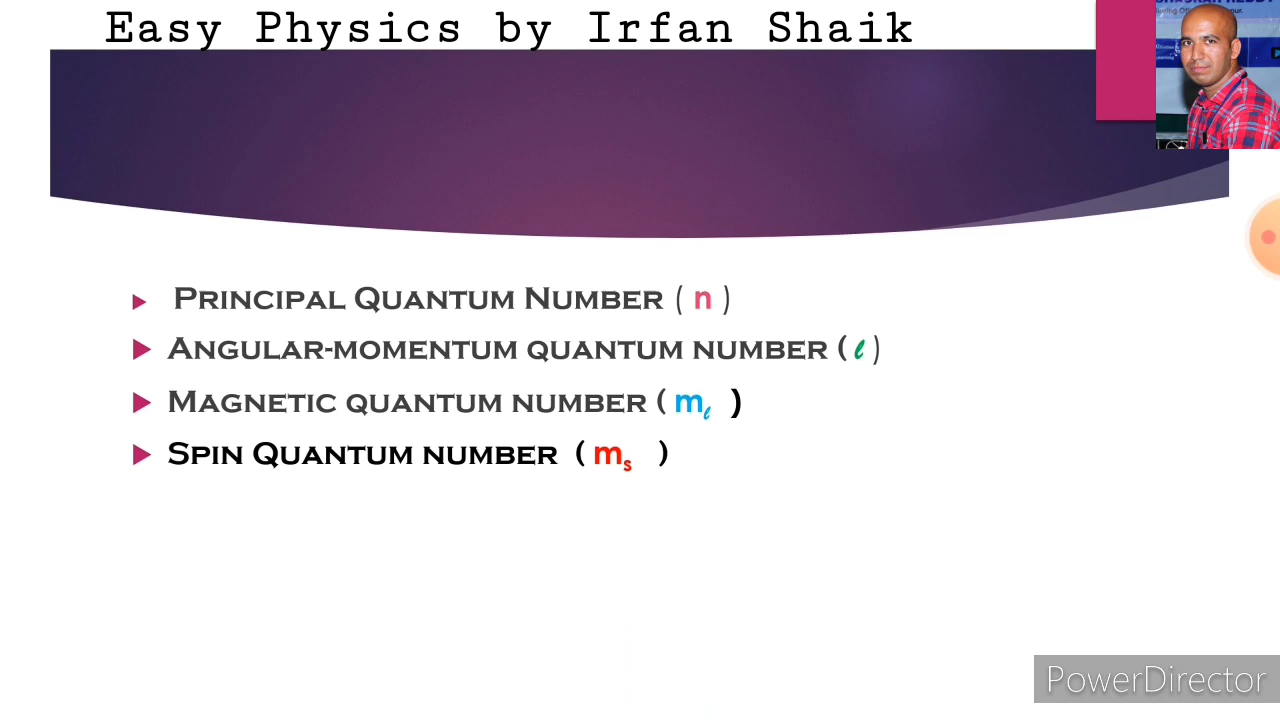 Easy Physics by Irfan Shaik
Principal Quantum Number ( n )
Angular-momentum quantum number ( ℓ )
Magnetic quantum number ( mℓ )
Spin Quantum number ( ms )
PowerDirector